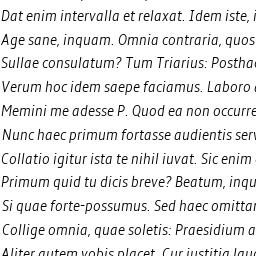 Dat enim intervalla et relaxat. Idem iste, i
Age sane, inquam. Omnia contraria, quos
Sullae consulatum? Tum Triarius: Postha
Verum hoc idem saepe faciamus. Laboro
Memini me adesse P. Quod ea non occurre
Nunc haec primum fortasse audientis serv
Collatio igitur ista te nihil iuvat. Sic enim
Primum quid tu dicis breve? Beatum, inqu
Si quae forte-possumus. Sed haec omittam
Collige omnia, quae soletis: Praesidium a
Aliter autem vobis placet. Cur iustitia lau